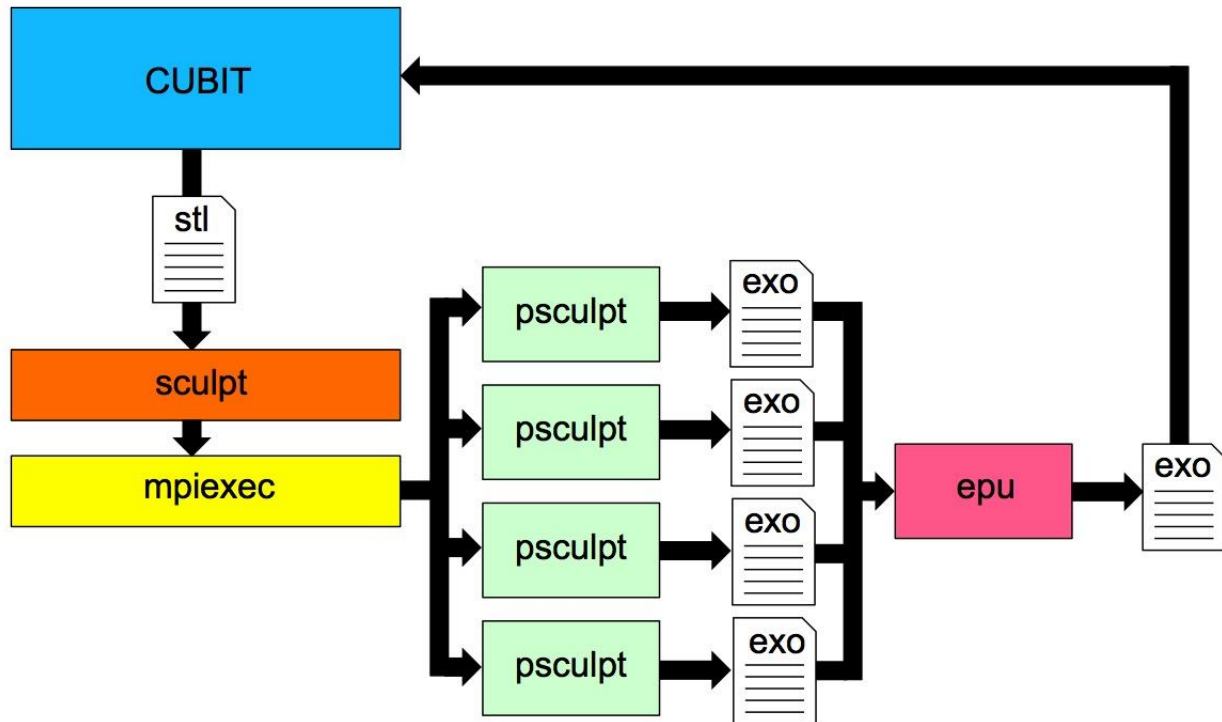 CUBIT
stl
sculpt
mpiexec
psculpt
exo
psculpt
exo
psculpt
exo
psculpt
exo
epu
exo